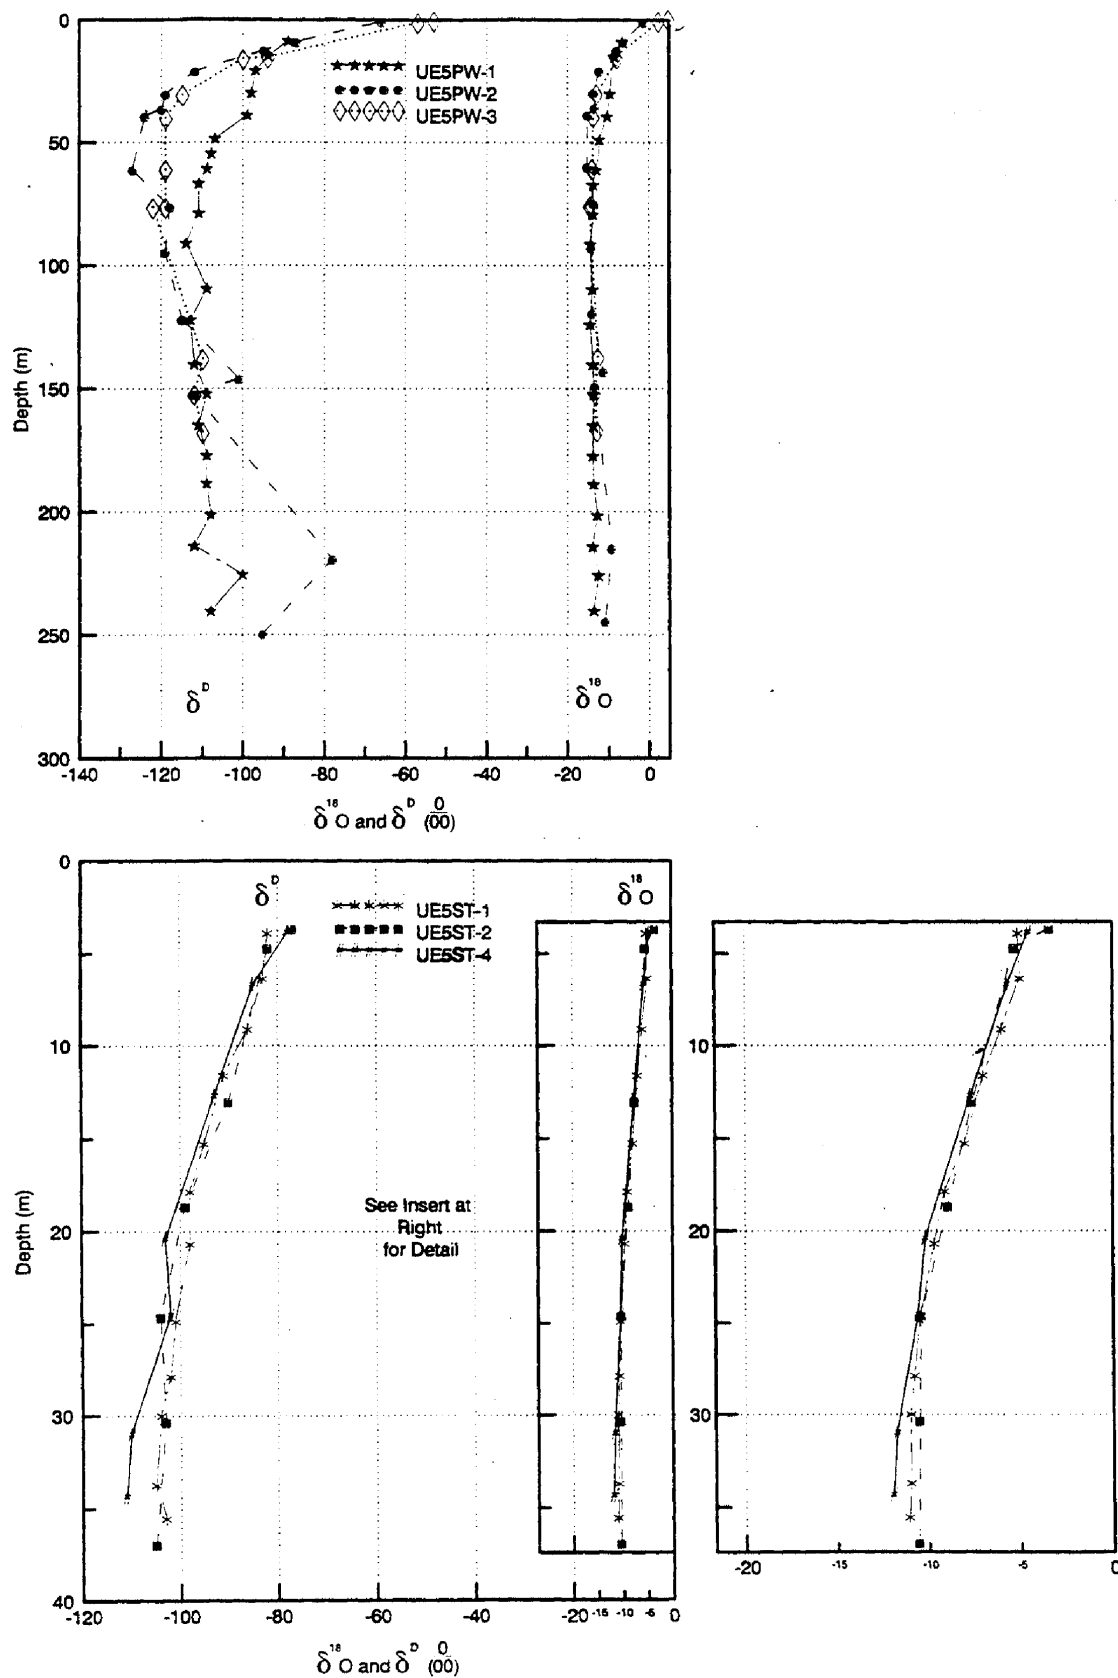 0
50
100
150
200
250
300
Depth (m)
UE5PW-1
UE5PW-2
UE5PW-3
δD
δ18O
-140 -120 -100 -80 -60 -40 -20 0
δ18O and δD (0/00)
0
10
20
30
40
Depth (m)
δD
δ18O
UE5ST-1
UE5ST-2
UE5ST-4
See Insert at
Right
for Detail
10
20
30
-20 -15 -10 -5 0
-120 -100 -80 -60 -40 -20 -15 -10 -5 0
δ18O and δD (0/00)